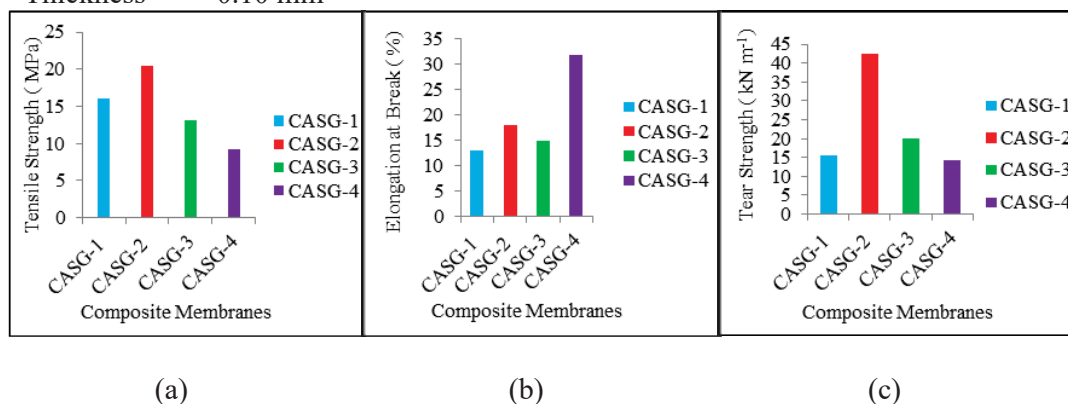 Thickness 0.10 mm
Tensile Strength ( MPa)
25
20
15
10
5
0
CASG-1
CASG-2
CASG-3
CASG-4
Composite Membranes
CASG-1
CASG-2
CASG-3
CASG-4
Elongation at Break ( %)
35
30
25
20
15
10
5
0
CASG-1
CASG-2
CASG-3
CASG-4
Composite Membranes
CASG-1
CASG-2
CASG-3
CASG-4
Tear Strength ( kN m-1)
45
40
35
30
25
20
15
10
5
0
CASG-1
CASG-2
CASG-3
CASG-4
Composite Membranes
CASG-1
CASG-2
CASG-3
CASG-4
(a) (b) (c)